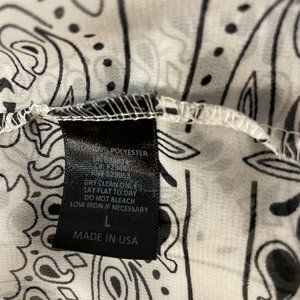 POLYESTER
DRY CLEAN ONLY
LAY FLAT TO DRY
DO NOT BLEACH
LOW IRON IF NECESSARY
L
MADE IN USA